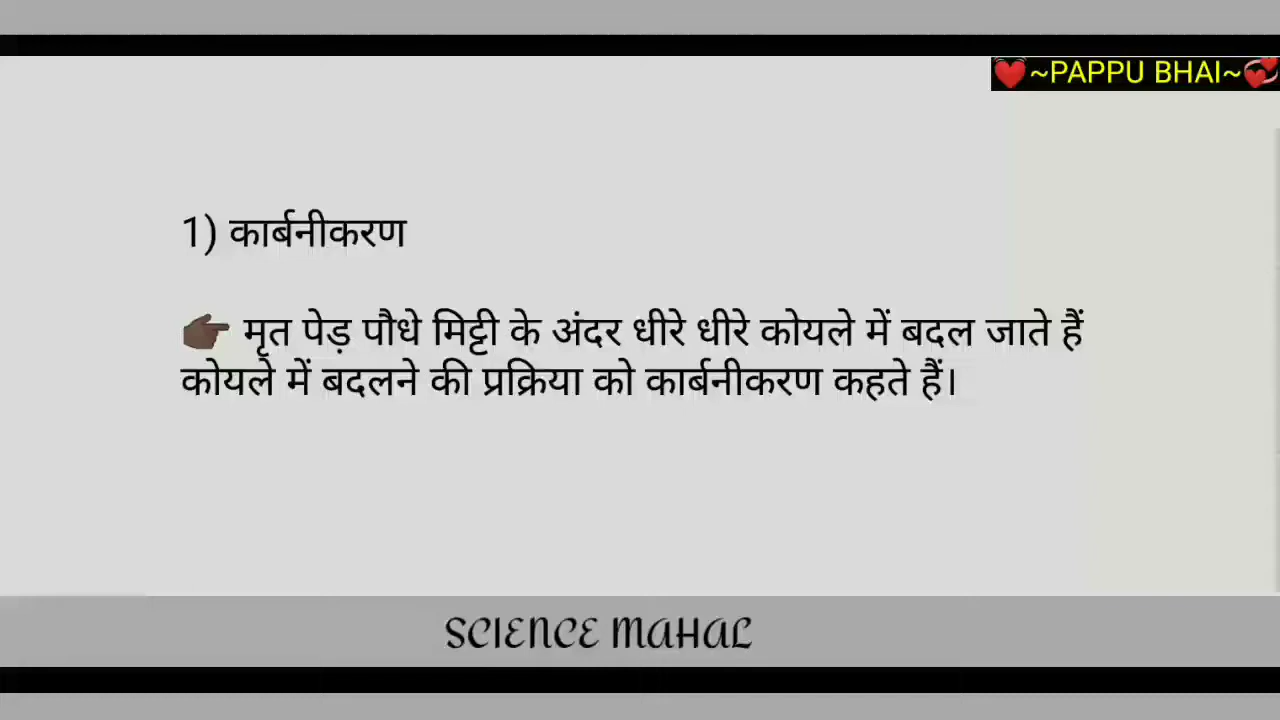 ❤️~PAPPU BHAI~💞
1) कार्बनीकरण
👉🏿 मृत पेड़ पौधे मिट्टी के अंदर धीरे धीरे कोयले में बदल जाते हैं
कोयले में बदलने की प्रक्रिया को कार्बनीकरण कहते हैं।
SCIENCE MAHAL